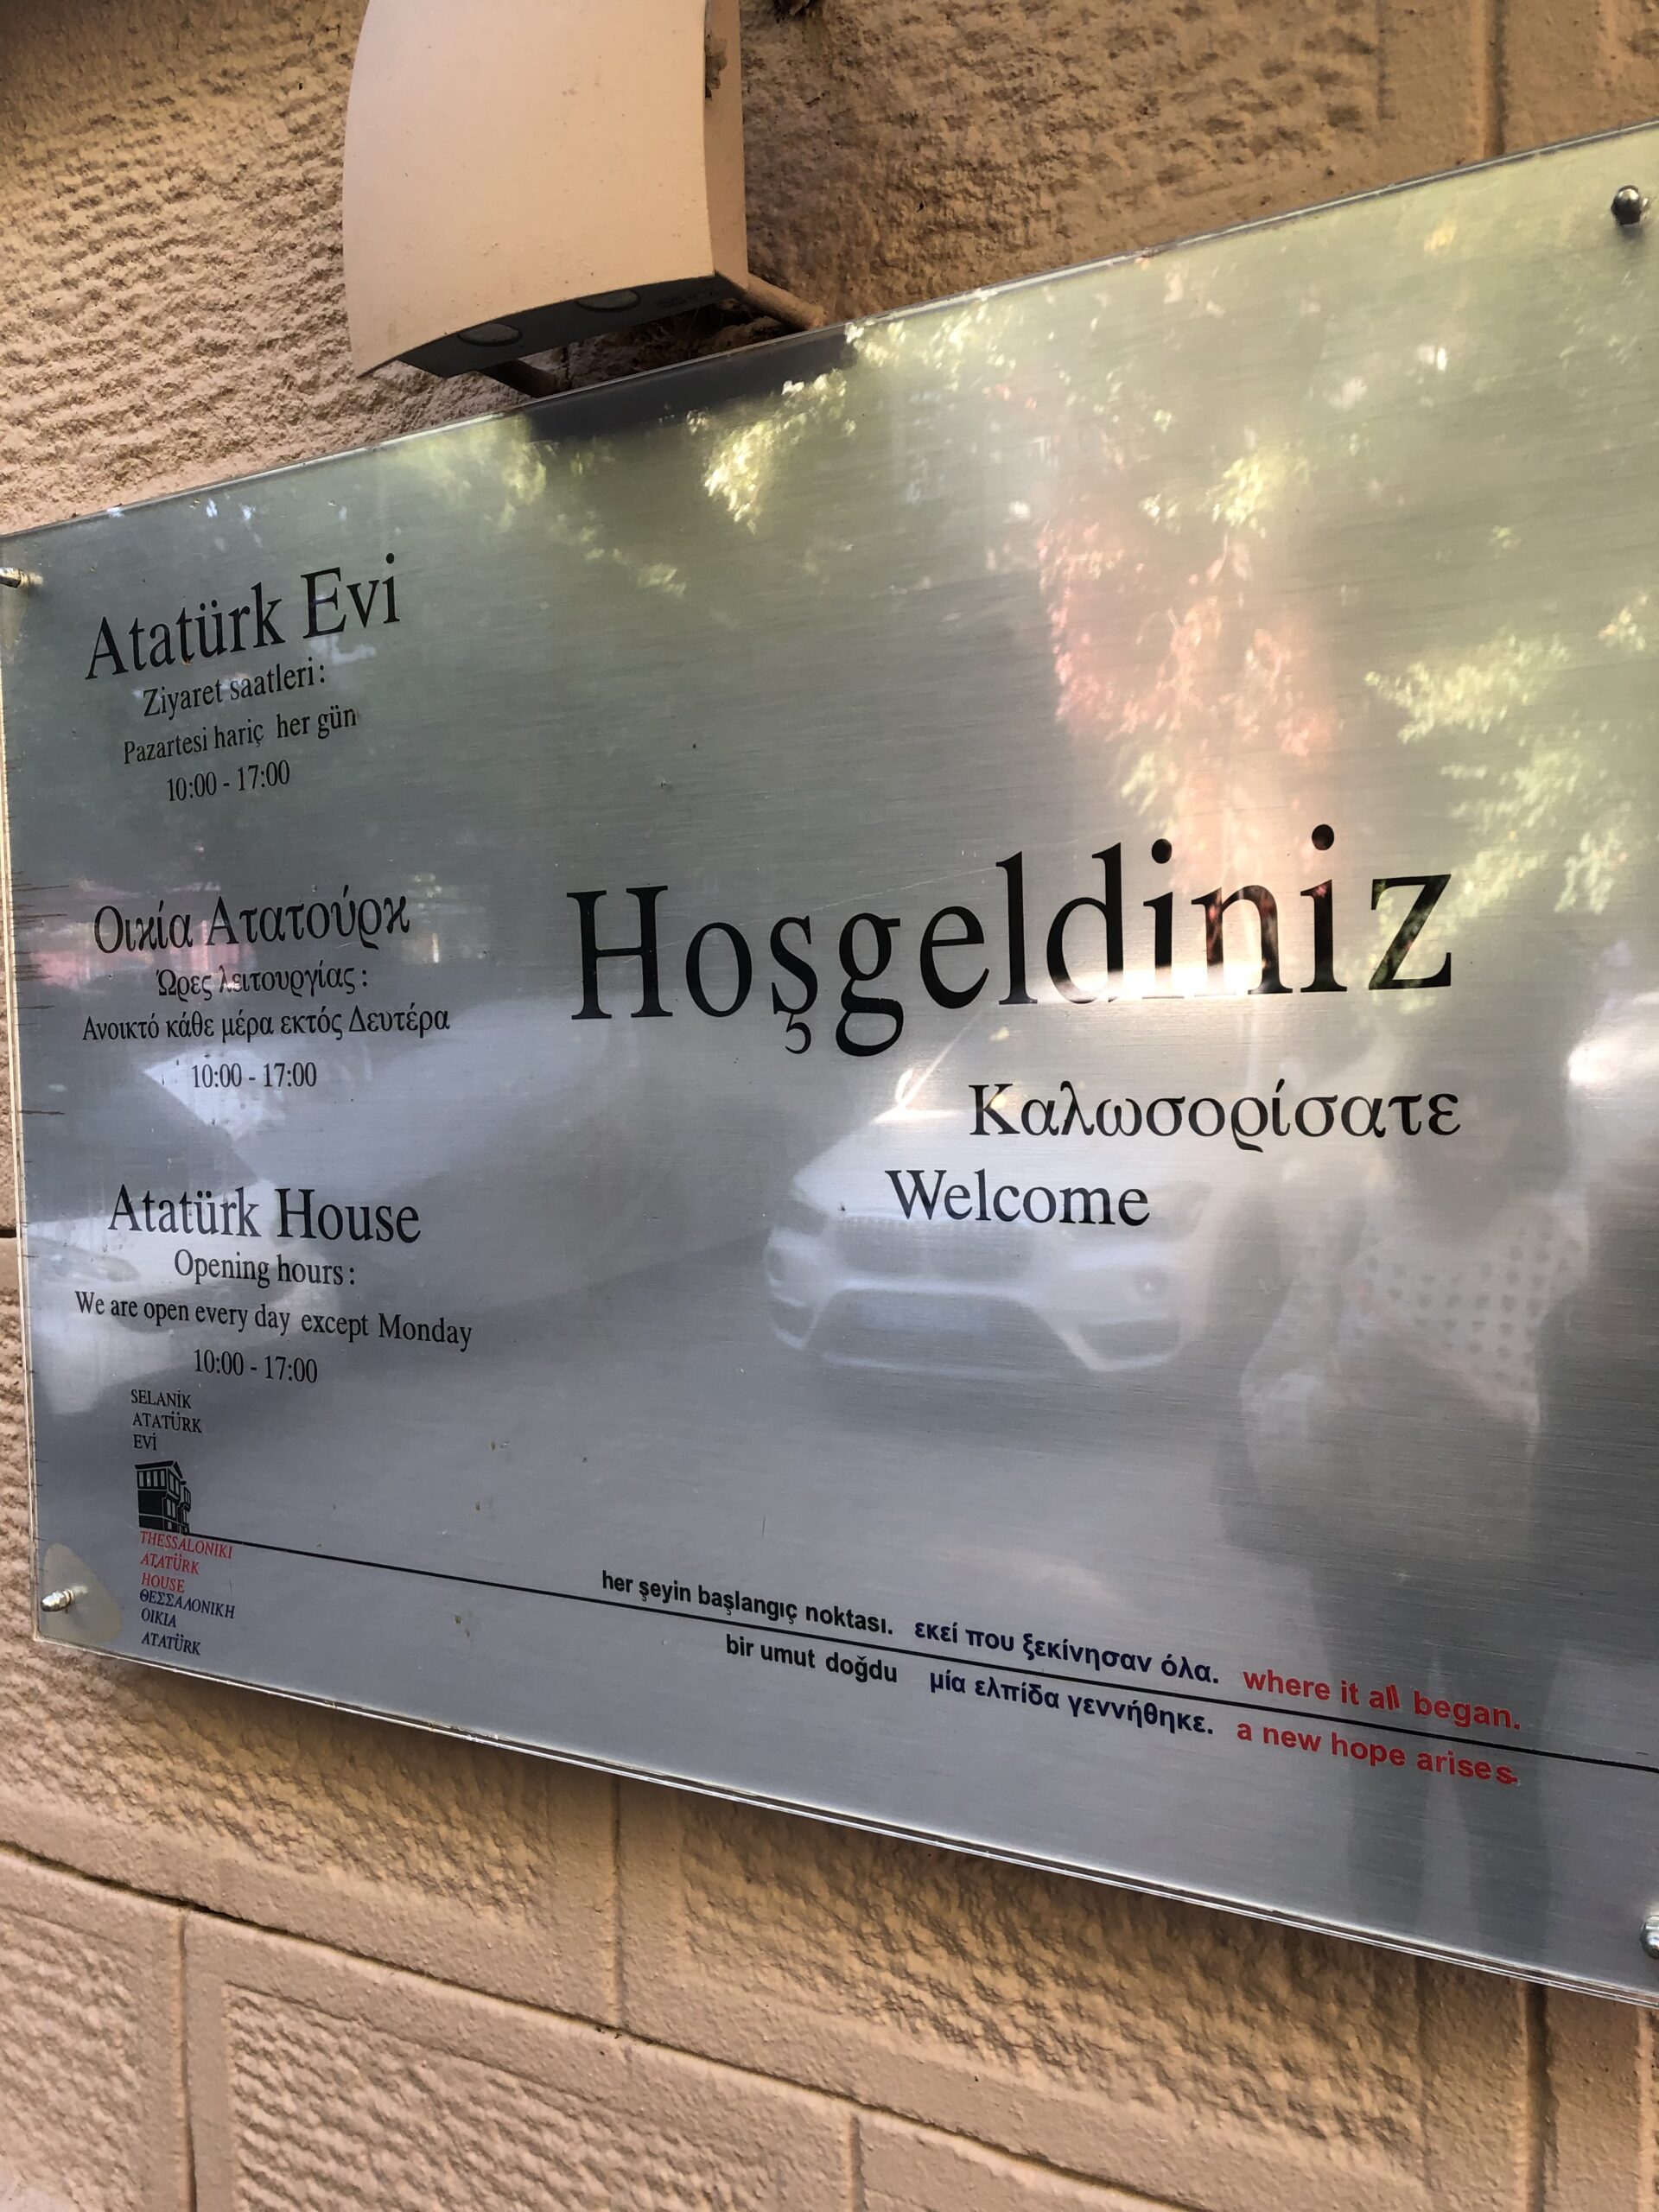 Atatürk Evi
Ziyaret saatleri:
Pazartesi hariç her gün
10:00 - 17:00
Οικία Ατατούρκ
Ώρες λειτουργίας:
Ανοικτό κάθε μέρα εκτός Δευτέρα
10:00 - 17:00
Atatürk House
Opening hours:
We are open every day except Monday
10:00 - 17:00
Hoşgeldiniz
Καλωσορίσατε
Welcome
SELANİK
ATATÜRK
EVİ
THESSALONIKI
ATATÜRK
HOUSE
ΘΕΣΣΑΛΟΝΙΚΗ
ΟΙΚΙΑ
ATATÜRK
her şeyin başlangıç noktası. εκεί που ξεκίνησαν όλα. where it all began.
bir umut doğdu μία ελπίδα γεννήθηκε. a new hope arises.